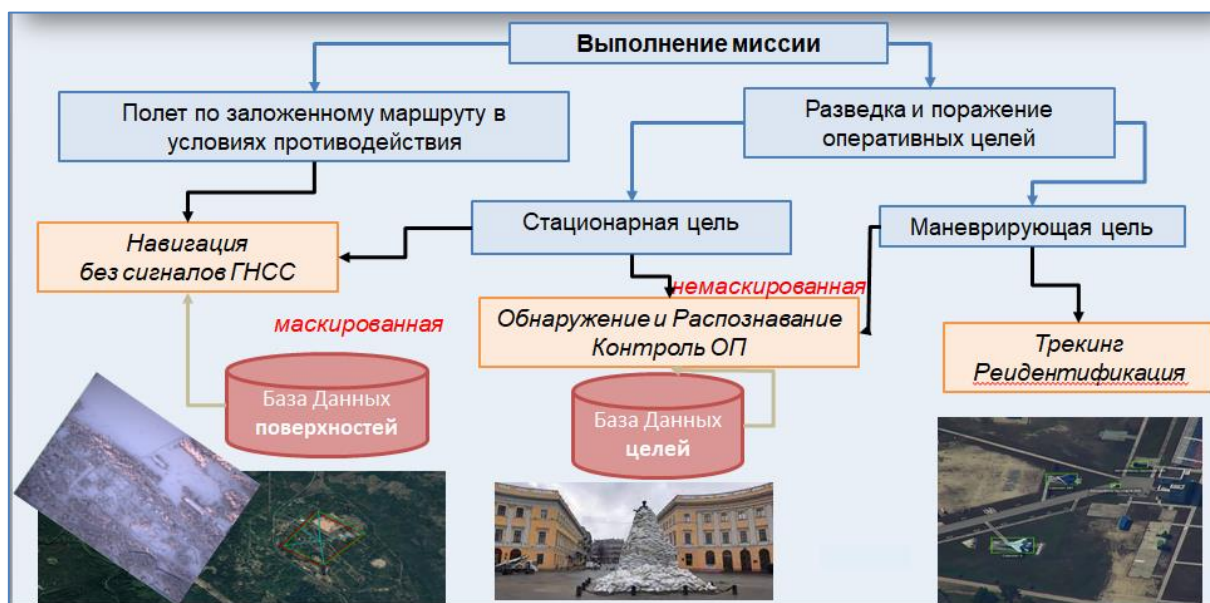 Выполнение миссии
Полет по заложенному маршруту в
условиях противодействия
Разведка и поражение
оперативных целей
Стационарная цель
Маневрирующая цель
Навигация
без сигналов ГНСС
немаскированная
маскированная
Обнаружение и Распознавание
Контроль ОП
Трекинг
Реидентификация
База Данных
поверхностей
База Данных
целей